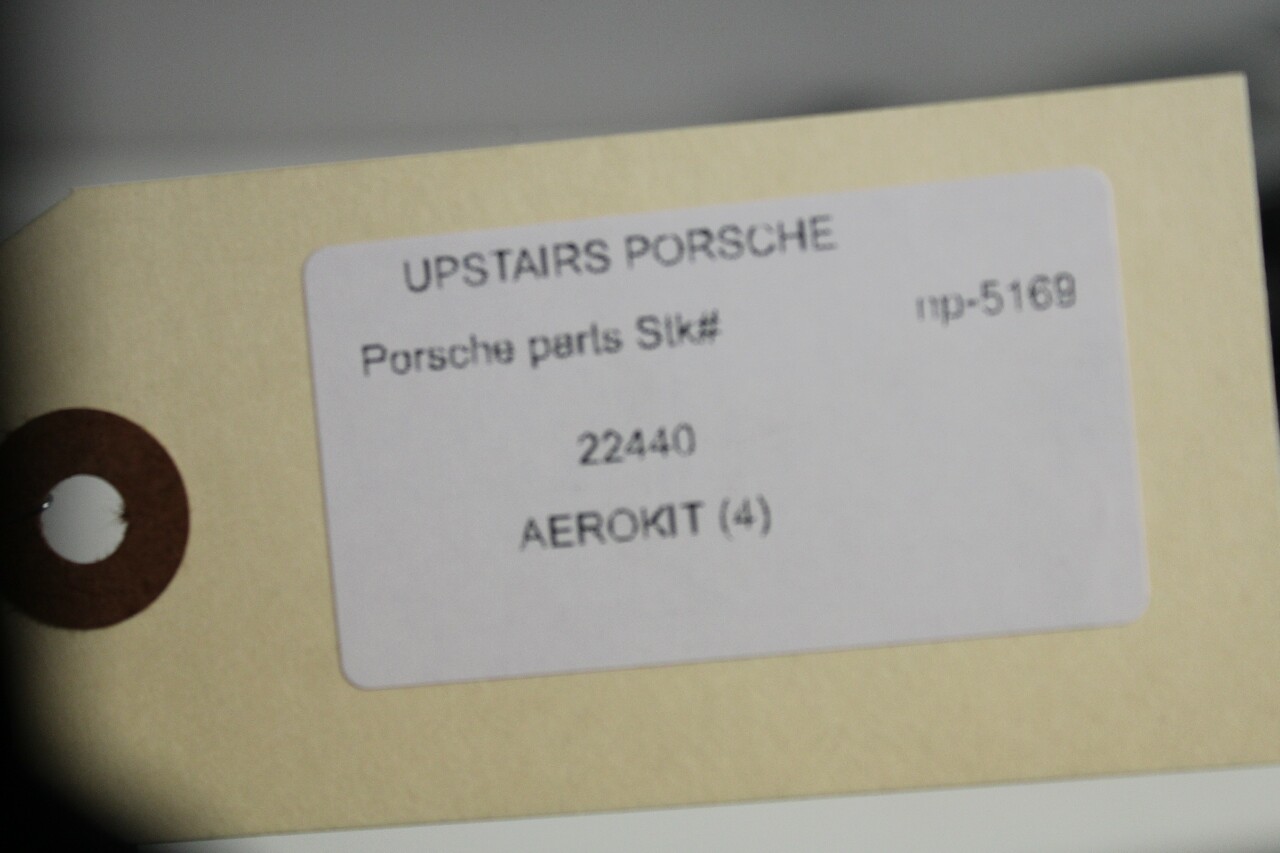 UPSTAIRS PORSCHE
Porsche parts Stk#
np-5169
22440
AEROKIT (4)